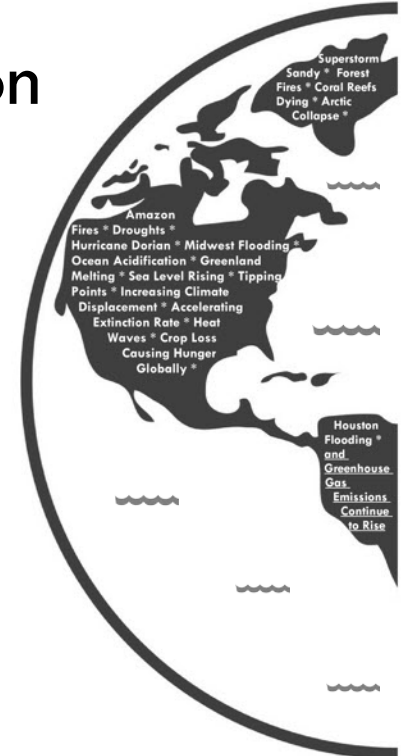 on
Superstorm
Sandy * Forest
Fires * Coral Reefs
Dying * Arctic
Collapse *
Amazon
Fires * Droughts *
Hurricane Dorian * Midwest Flooding *
Ocean Acidification * Greenland
Melting * Sea Level Rising * Tipping
Points * Increasing Climate
Displacement * Accelerating
Extinction Rate * Heat
Waves * Crop Loss
Causing Hunger
Globally *
Houston
Flooding *
and
Greenhouse
Gas
Emissions
Continue
to Rise